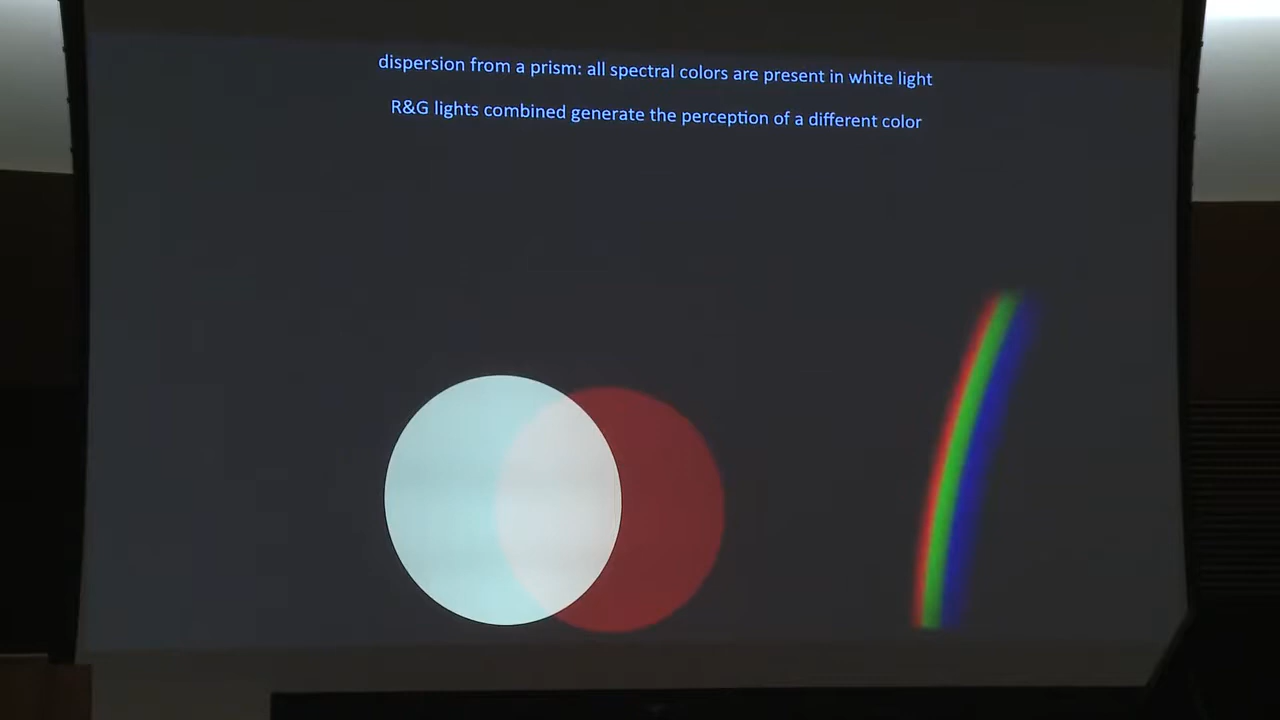 dispersion from a prism: all spectral colors are present in white light
R&G lights combined generate the perception of a different color